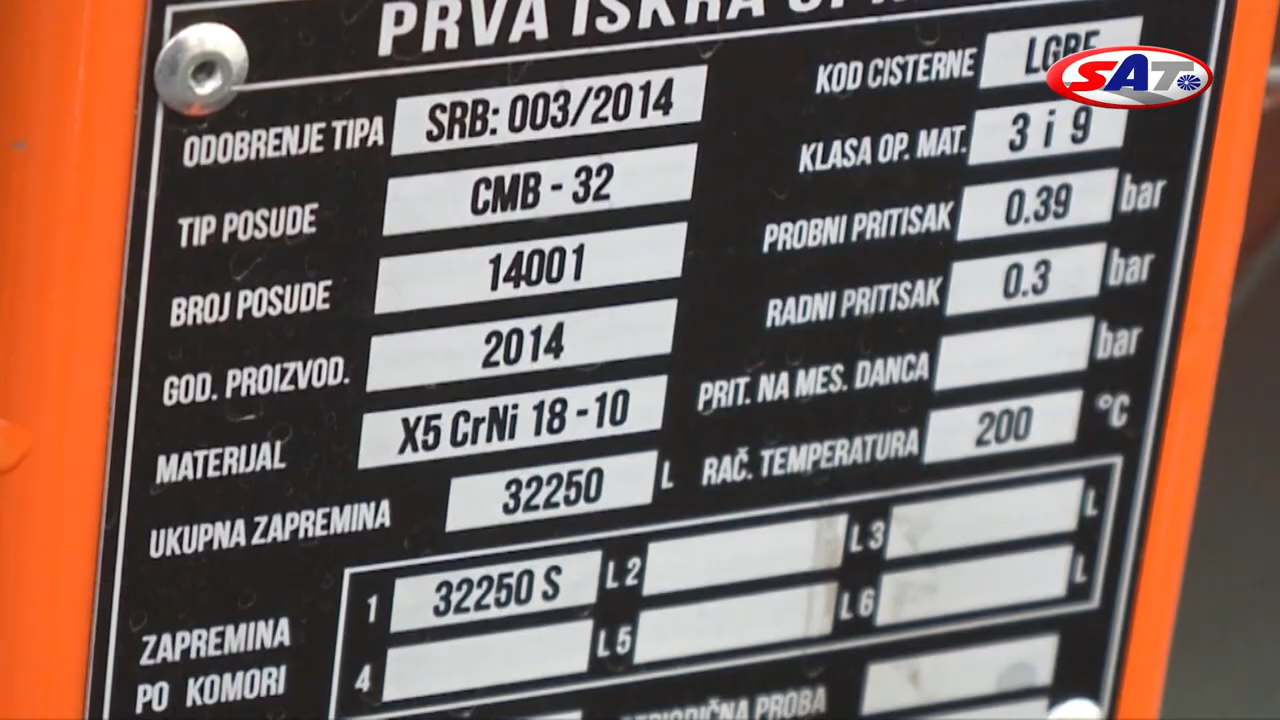 PRVA ISKRA
ODOBRENJE TIPA SRB: 003/2014
TIP POSUDE CMB - 32
BROJ POSUDE 14001
GOD. PROIZVOD. 2014
MATERIJAL X5 CrNi 18 - 10
UKUPNA ZAPREMINA 32250 L
KOD CISTERNE
SAT
KLASA OP. MAT. 3 i 9
PROBNI PRITISAK 0.39 bar
RADNI PRITISAK 0.3 bar
PRIT. NA MES. DANCA bar
RAČ. TEMPERATURA 200 °C
ZAPREMINA
PO KOMORI
1 32250 S L 2 L 3 L
4 L 5 L 6 L
PROBA